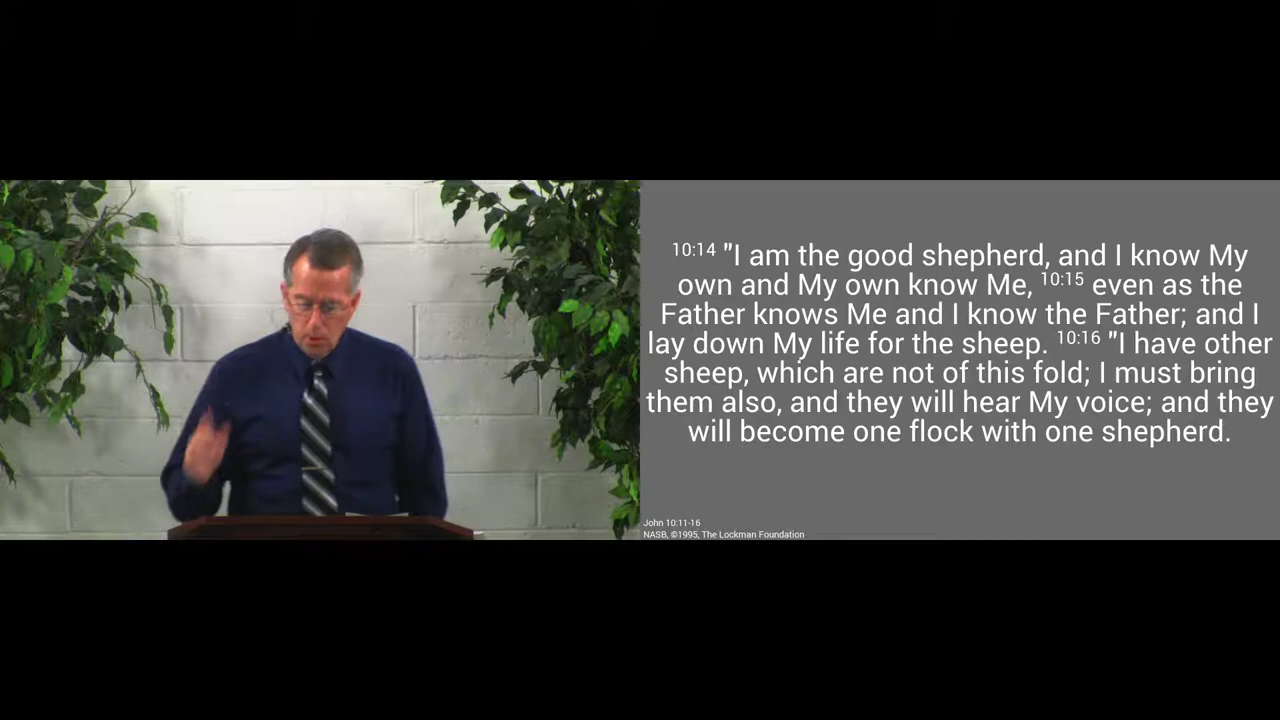 10:14 "I am the good shepherd, and I know My
own and My own know Me, 10:15 even as the
Father knows Me and I know the Father; and I
lay down My life for the sheep. 10:16 "I have other
sheep, which are not of this fold; I must bring
them also, and they will hear My voice; and they
will become one flock with one shepherd.
John 10:11-16
NASB, ©1995, The Lockman Foundation